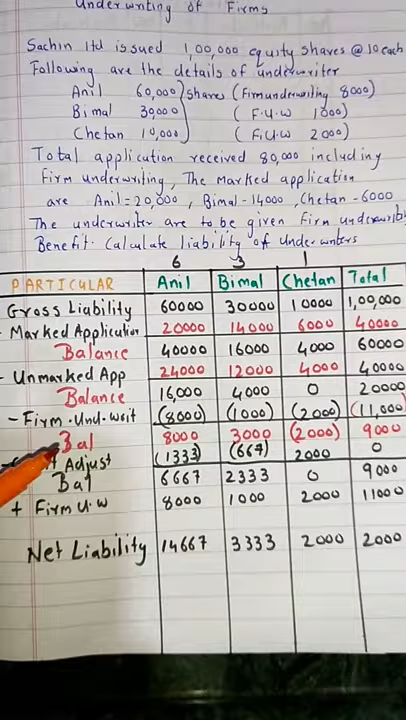 Underwriting of Firms
Sachin ltd issued 1,00,000 equity shares @ 10 each
Following are the details of underwriter
Anil 60,000 } share (Firm underwriting 8000)
Bimal 30,000 } (F.U.W 1000)
Chetan 10,000 } (F.U.W 2000)
Total application received 80,000 including
Firm underwriting, The Marked application
are Anil=20,000, Bimal-14000, Chetan-6000
The underwriter are to be given Firm
Benefit. Calculate liability of Underwriters
6 3 1
PARTICULAR Anil Bimal Chetan Total
Gross Liability 60000 30000 10000 1,00,000
- Marked Application 20000 14000 6000 40000
Balance 40000 16000 4000 60000
- Unmarked App 24000 12000 4000 40000
Balance 16,000 4000 0 20000
- Firm-Und-writ (8000) (1000) (2000) (11,000)
Bal 8000 3000 (2000) 9000
Adjust (1333) (667) 2000 0
Bal 6667 2333 0 9000
+ Firm U.W 8000 1000 2000 11000
Net Liability 14667 3333 2000 2000